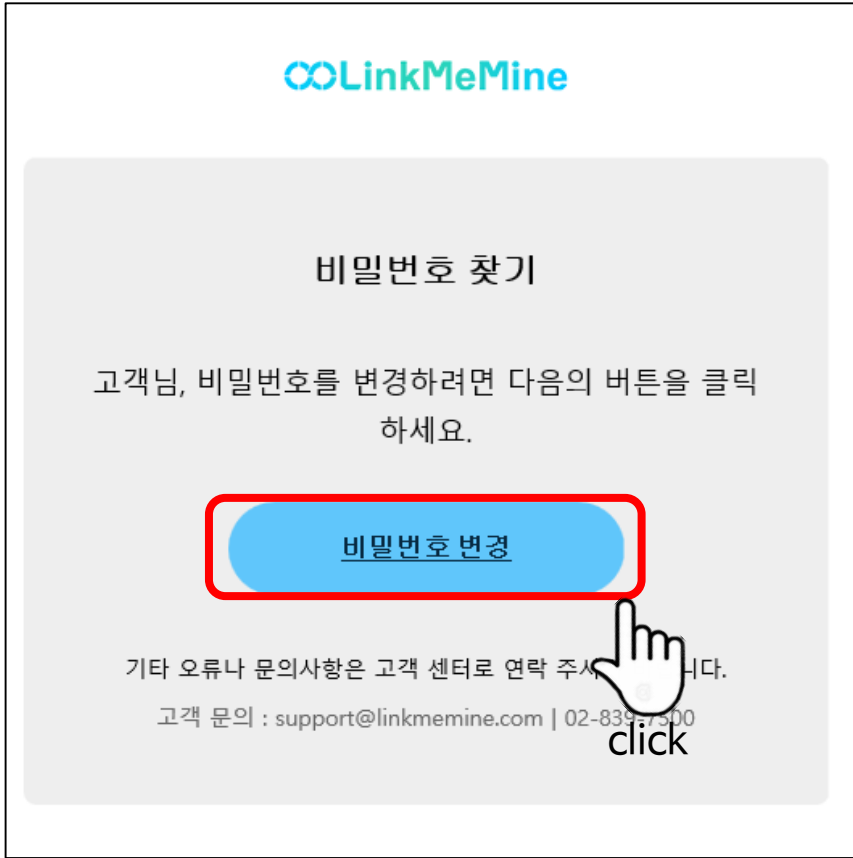 LinkMeMine
비밀번호 찾기
고객님, 비밀번호를 변경하려면 다음의 버튼을 클릭
하세요.
비밀번호 변경
기타 오류나 문의사항은 고객 센터로 연락 니다.
고객 문의 : support@linkmemine.com | 02-839-7500
click